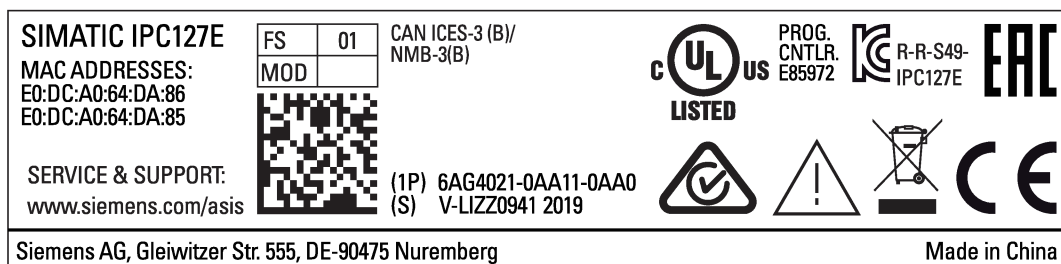 SIMATIC IPC127E
MAC ADDRESSES:
E0:DC:A0:64:DA:86
E0:DC:A0:64:DA:85
SERVICE & SUPPORT:
www.siemens.com/asis
FS 01
MOD
CAN ICES-3 (B)/
NMB-3(B)
(1P) 6AG4021-0AA11-0AA0
(S) V-LIZZ0941 2019
C UL US
LISTED
PROG.
CNTLR.
E85972
R-R-S49-
IPC127E
EAC
CE
Siemens AG, Gleiwitzer Str. 555, DE-90475 Nuremberg
Made in China